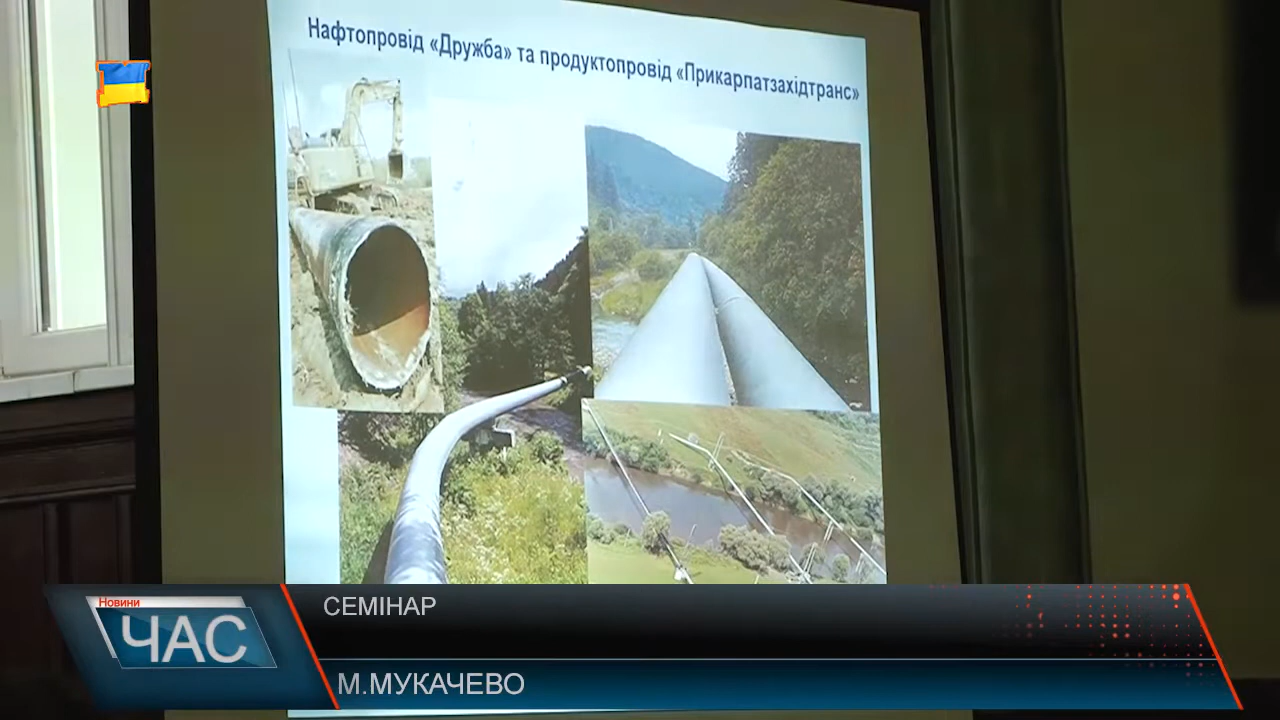 Нафтопровід «Дружба» та продуктопровід «Прикарпатзахідтранс»
Новини
ЧАС
СЕМІНАР
М.МУКАЧЕВО